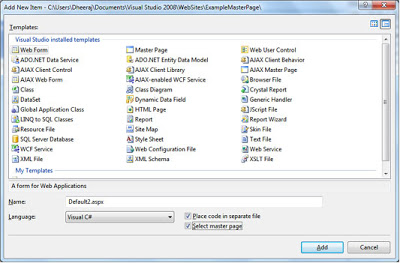 Add New Item - C:\Users\Dheeraj\Documents\Visual Studio 2008\WebSites\ExampleMasterPage\
Templates:
Visual Studio installed templates
Web Form Master Page Web User Control
ADO.NET Data Service ADO.NET Entity Data Model AJAX Client Behavior
AJAX Client Control AJAX Client Library AJAX Master Page
AJAX Web Form AJAX-enabled WCF Service Browser File
Class Class Diagram Crystal Report
DataSet Dynamic Data Field Generic Handler
Global Application Class HTML Page JScript File
LINQ to SQL Classes Report Report Wizard
Resource File Site Map Skin File
SQL Server Database Style Sheet Text File
WCF Service Web Configuration File Web Service
XML File XML Schema XSLT File
My Templates
A form for Web Applications
Name: Default2.aspx
Language: Visual C# Place code in separate file
Select master page
Add Cancel